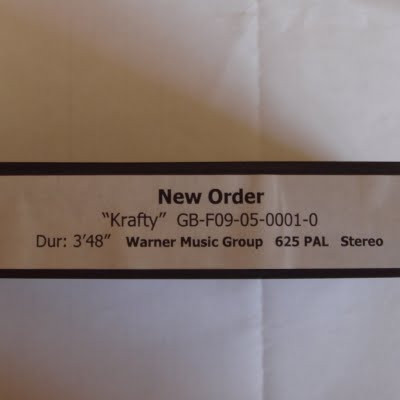 New Order
“Krafty” GB-F09-05-0001-0
Dur: 3’48” Warner Music Group 625 PAL Stereo